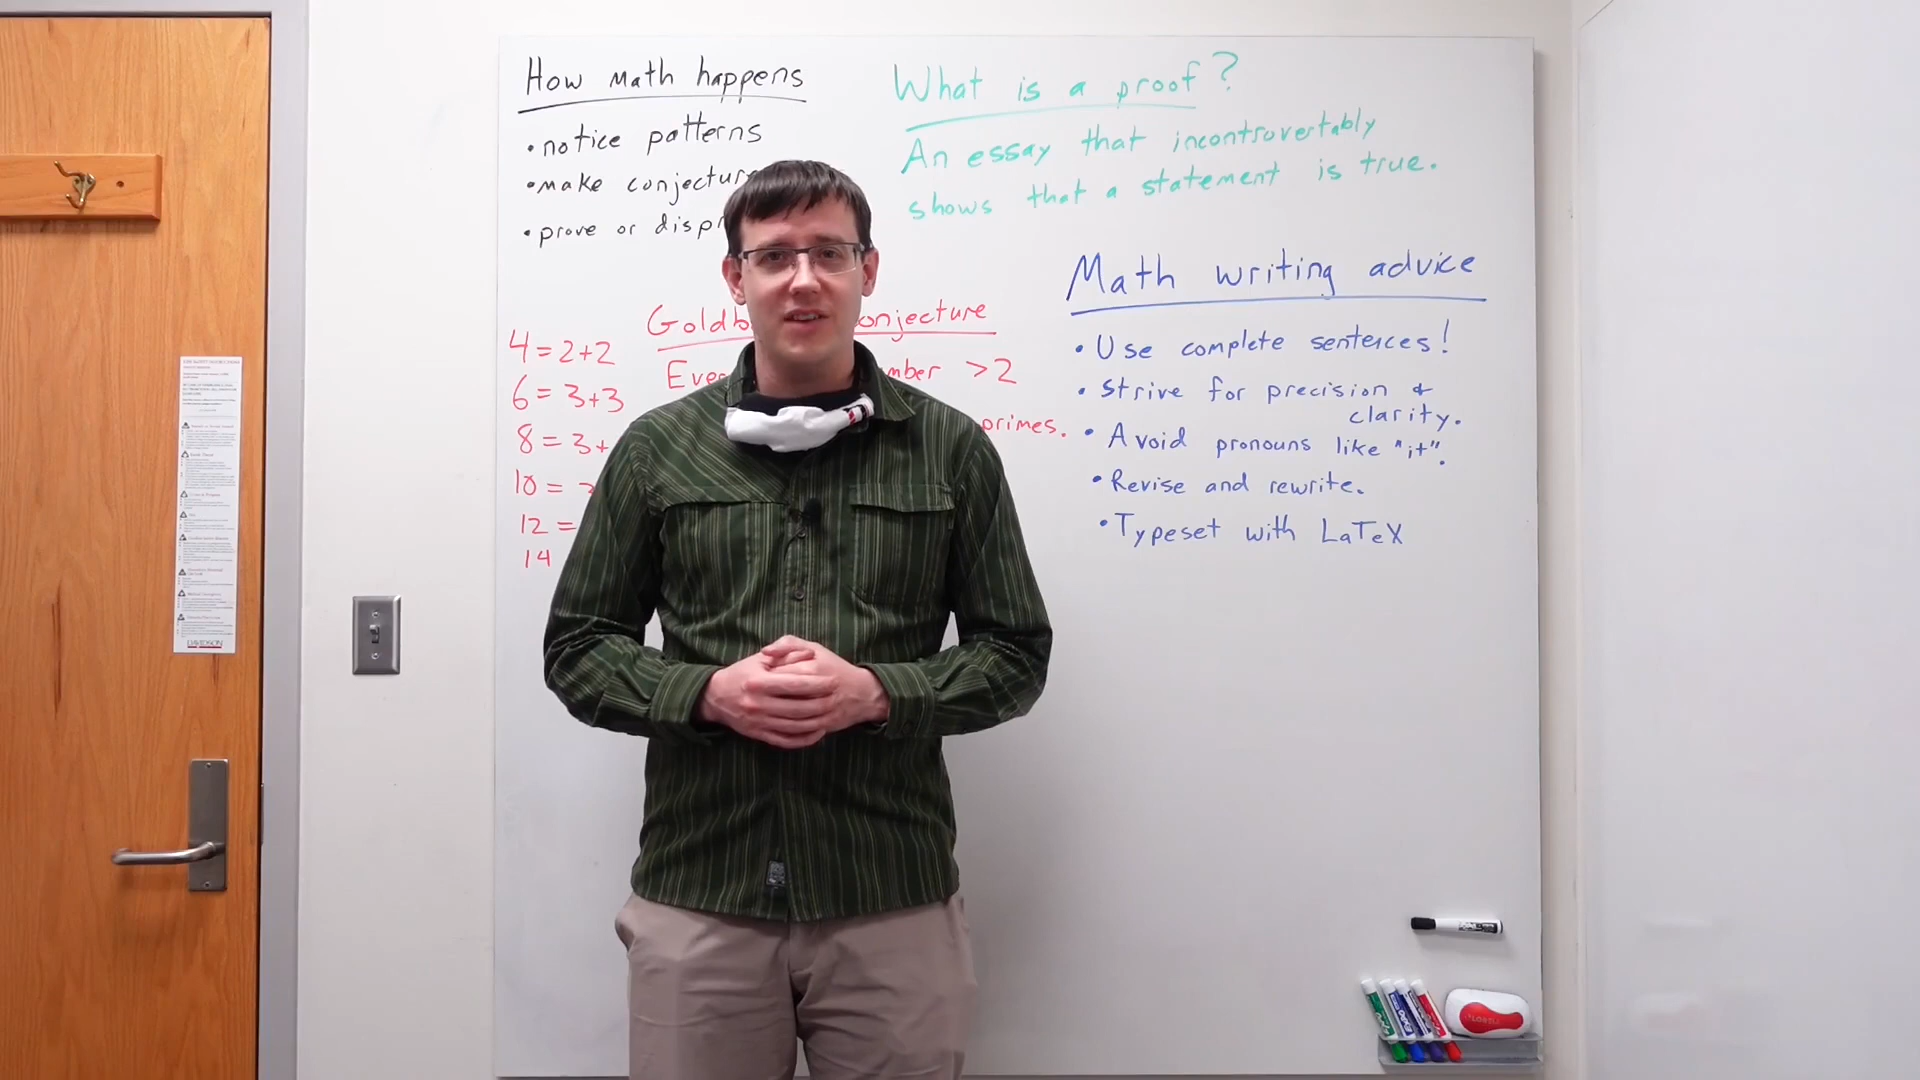 How math happens
• notice patterns
• make conjectur
• prove or disp
What is a proof?
An essay that incontrovertably
shows that a statement is true.
Goldb onjecture
Eve mber >2
primes.
4 = 2+2
6 = 3+3
8 = 3+
10 =
12 =
14
Math writing advice
• Use complete sentences!
• Strive for precision &
clarity.
• Avoid pronouns like "it".
• Revise and rewrite.
• Typeset with LaTeX
DAVIDSON